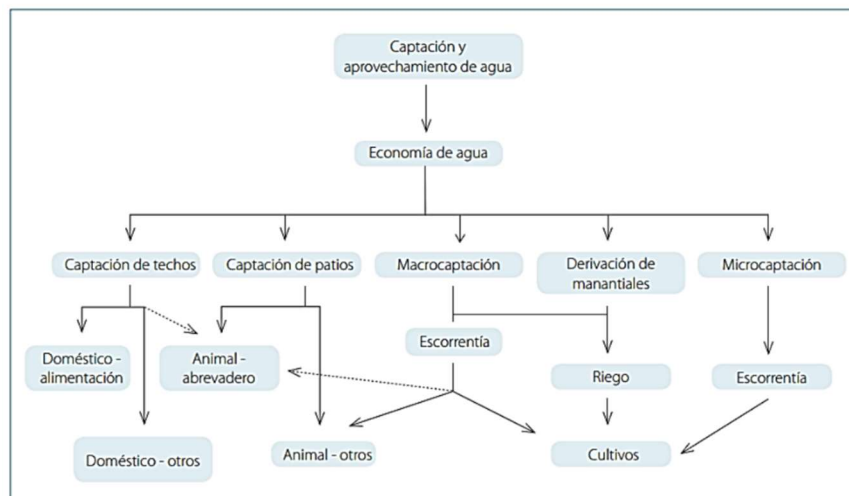 Captación y
aprovechamiento de agua
Economía de agua
Captación de techos
Captación de patios
Macrocaptación
Derivación de
manantiales
Microcaptación
Escorrentía
Doméstico -
alimentación
Animal -
abrevadero
Riego
Escorrentía
Doméstico - otros
Animal - otros
Cultivos